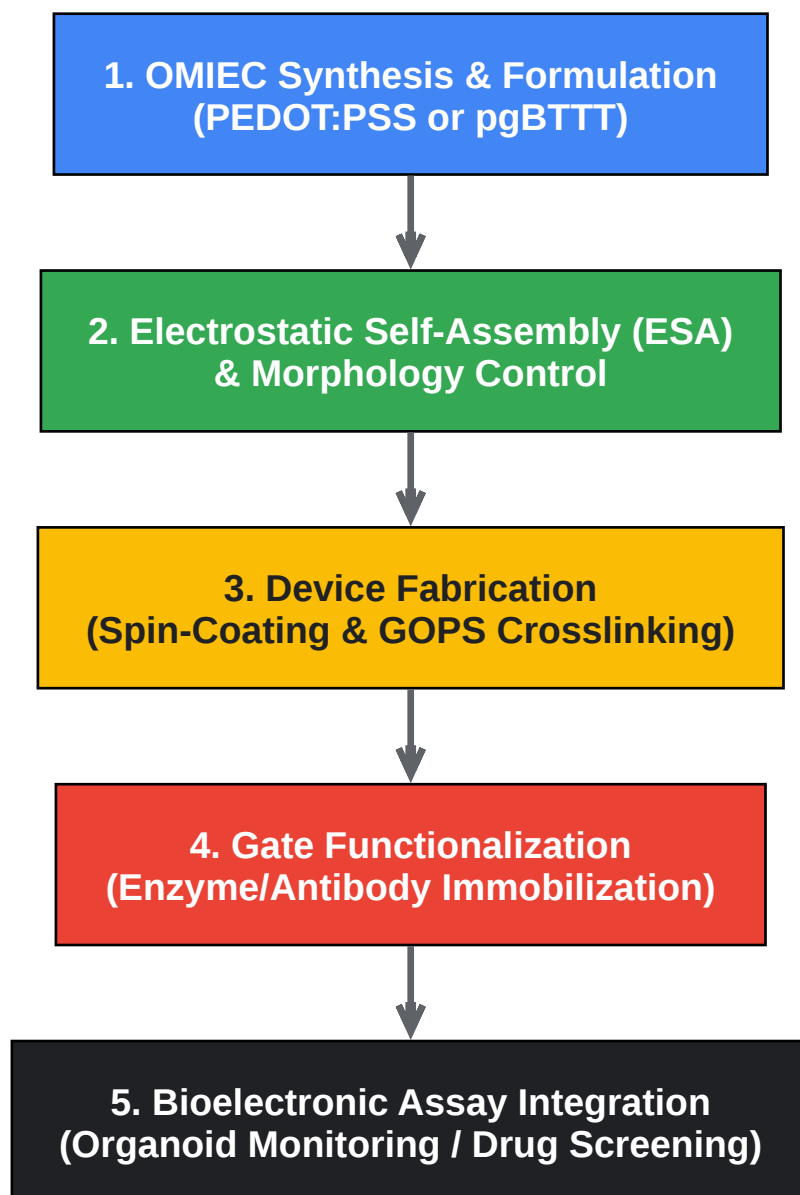 1. OMIEC Synthesis & Formulation
(PEDOT:PSS or pgBTTT)
2. Electrostatic Self-Assembly (ESA)
& Morphology Control
3. Device Fabrication
(Spin-Coating & GOPS Crosslinking)
4. Gate Functionalization
(Enzyme/Antibody Immobilization)
5. Bioelectronic Assay Integration
(Organoid Monitoring / Drug Screening)